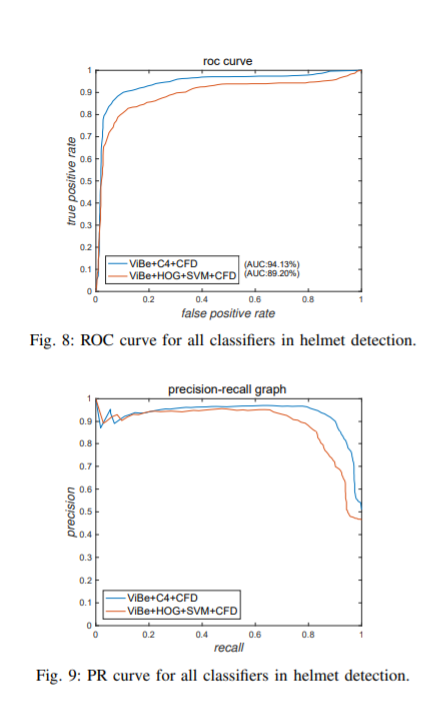 roc curve
1
0.9
0.8
0.7
0.6
0.5
0.4
0.3
0.2
0.1
0
true positive rate
ViBe+C4+CFD (AUC:94.13%)
ViBe+HOG+SVM+CFD (AUC:89.20%)
0 0.2 0.4 0.6 0.8 1
false positive rate
Fig. 8: ROC curve for all classifiers in helmet detection.
precision-recall graph
1
0.9
0.8
0.7
0.6
0.5
0.4
0.3
0.2
0.1
0
precision
ViBe+C4+CFD
ViBe+HOG+SVM+CFD
0 0.2 0.4 0.6 0.8 1
recall
Fig. 9: PR curve for all classifiers in helmet detection.